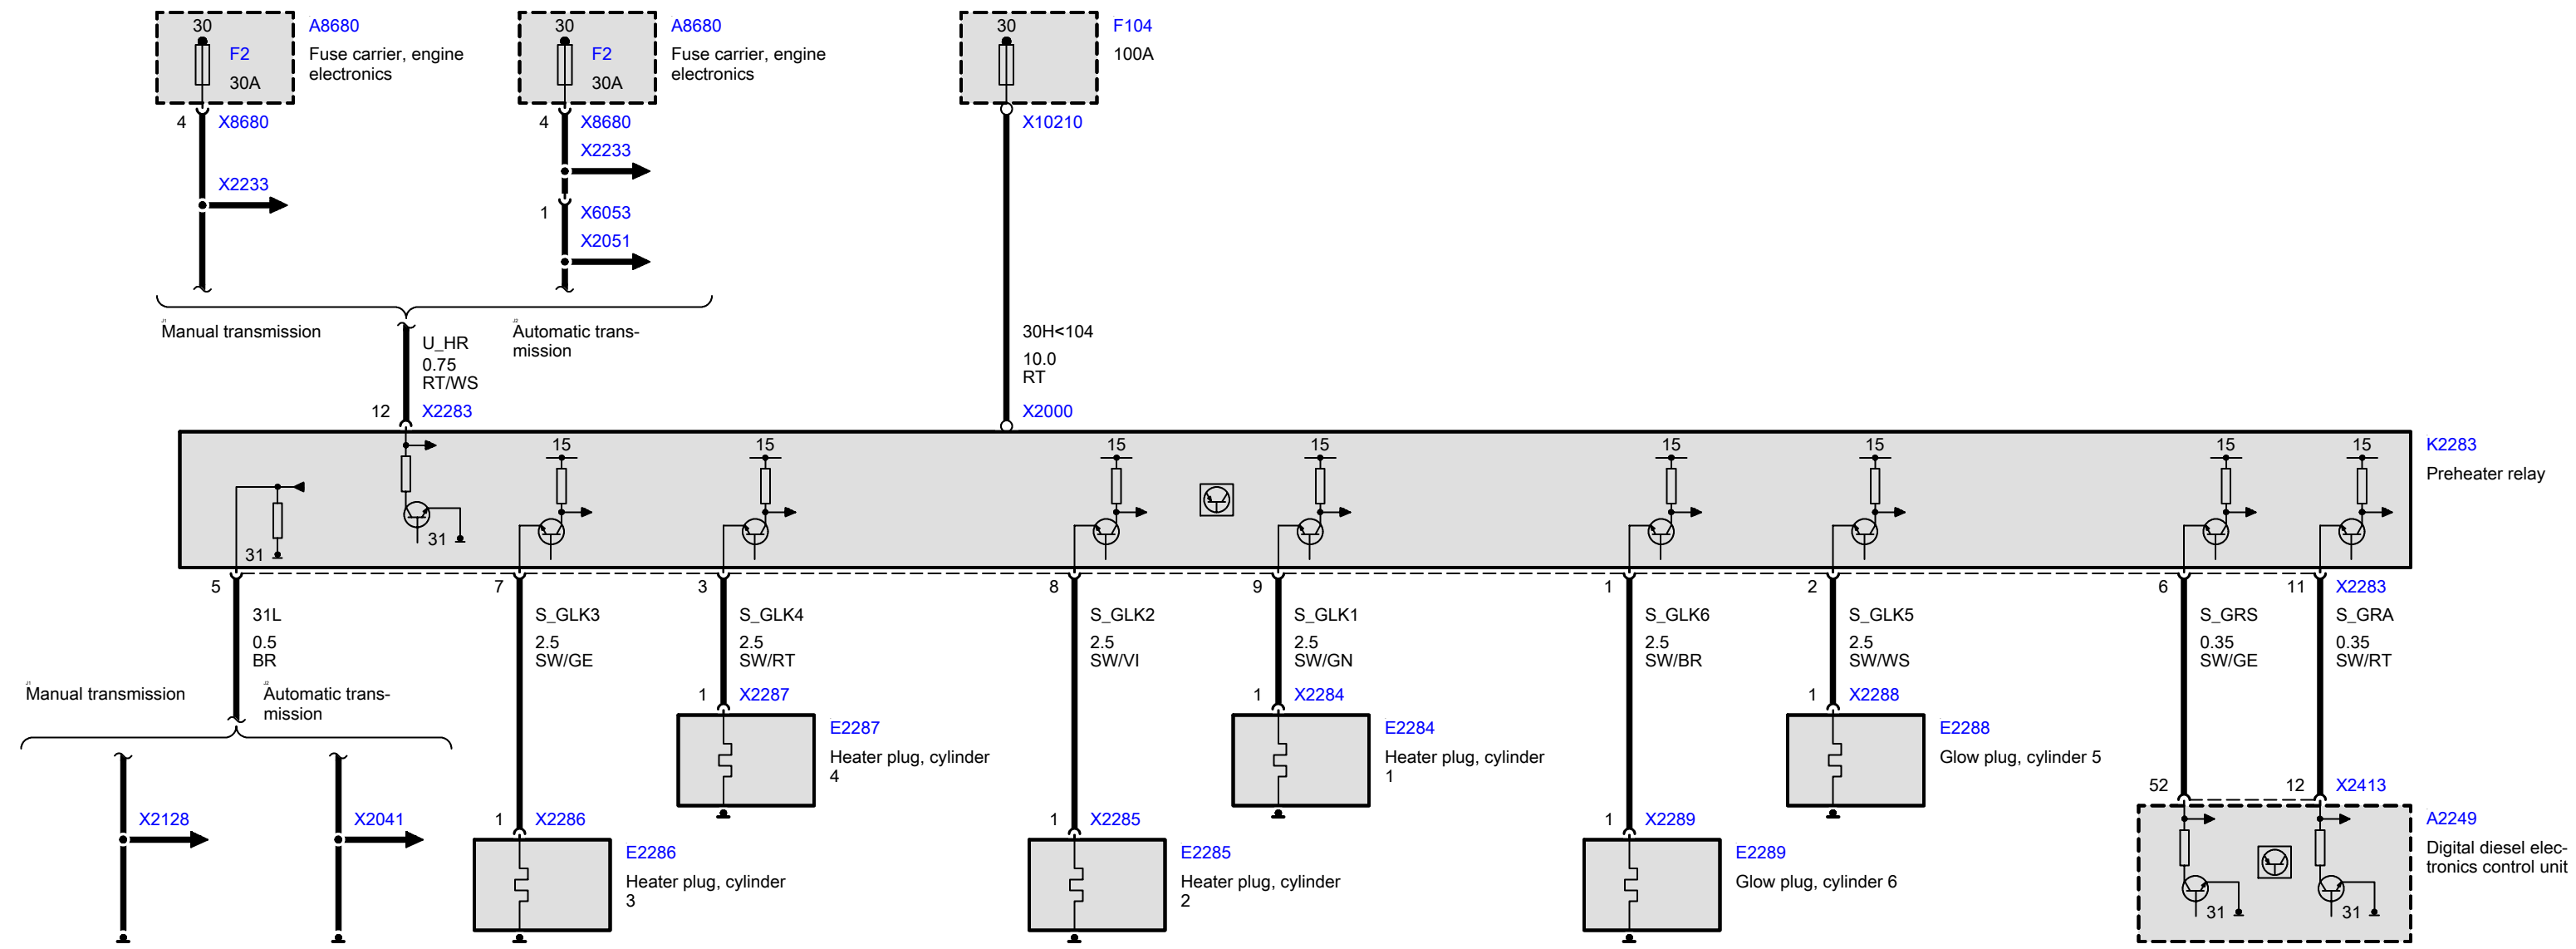 30
A8680
F2
Fuse carrier, engine
electronics
30A
4
X8680
X2233
30
A8680
F2
Fuse carrier, engine
electronics
30A
4
X8680
X2233
1
X6053
X2051
30
F104
100A
X10210
J1
Manual transmission
J2
Automatic trans-
mission
U_HR
0.75
RT/WS
12
X2283
30H<104
10.0
RT
X2000
K2283
Preheater relay
31
31
15
15
15
15
15
15
15
15
5
31L
0.5
BR
7
S_GLK3
2.5
SW/GE
3
S_GLK4
2.5
SW/RT
8
S_GLK2
2.5
SW/VI
9
S_GLK1
2.5
SW/GN
1
S_GLK6
2.5
SW/BR
2
S_GLK5
2.5
SW/WS
6
S_GRS
0.35
SW/GE
11
X2283
S_GRA
0.35
SW/RT
J1
Manual transmission
J2
Automatic trans-
mission
X2128
X2041
1
X2286
E2286
Heater plug, cylinder
3
1
X2287
E2287
Heater plug, cylinder
4
1
X2285
E2285
Heater plug, cylinder
2
1
X2284
E2284
Heater plug, cylinder
1
1
X2289
E2289
Glow plug, cylinder 6
1
X2288
E2288
Glow plug, cylinder 5
52
12
X2413
A2249
Digital diesel elec-
tronics control unit
31
31